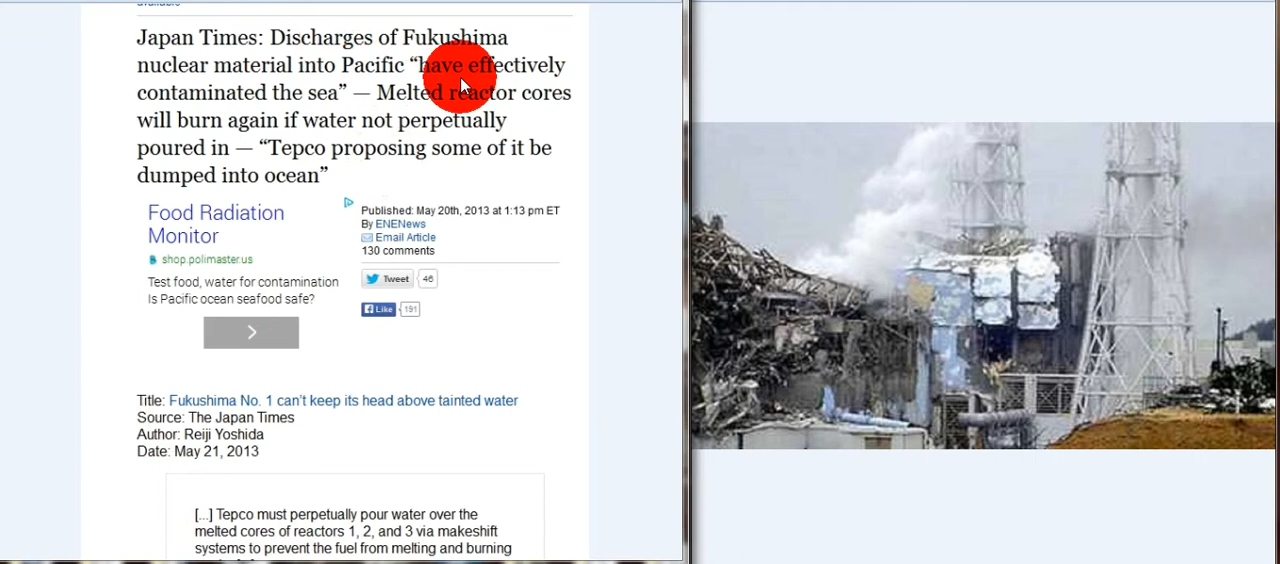 available
Japan Times: Discharges of Fukushima
nuclear material into Pacific “have effectively
contaminated the sea” — Melted reactor cores
will burn again if water not perpetually
poured in — “Tepco proposing some of it be
dumped into ocean”
Food Radiation
Monitor
shop.polimaster.us
Test food, water for contamination
Is Pacific ocean seafood safe?
Published: May 20th, 2013 at 1:13 pm ET
By ENENews
Email Article
130 comments
Tweet 46
Like 191
Title: Fukushima No. 1 can’t keep its head above tainted water
Source: The Japan Times
Author: Reiji Yoshida
Date: May 21, 2013
[...] Tepco must perpetually pour water over the
melted cores of reactors 1, 2, and 3 via makeshift
systems to prevent the fuel from melting and burning